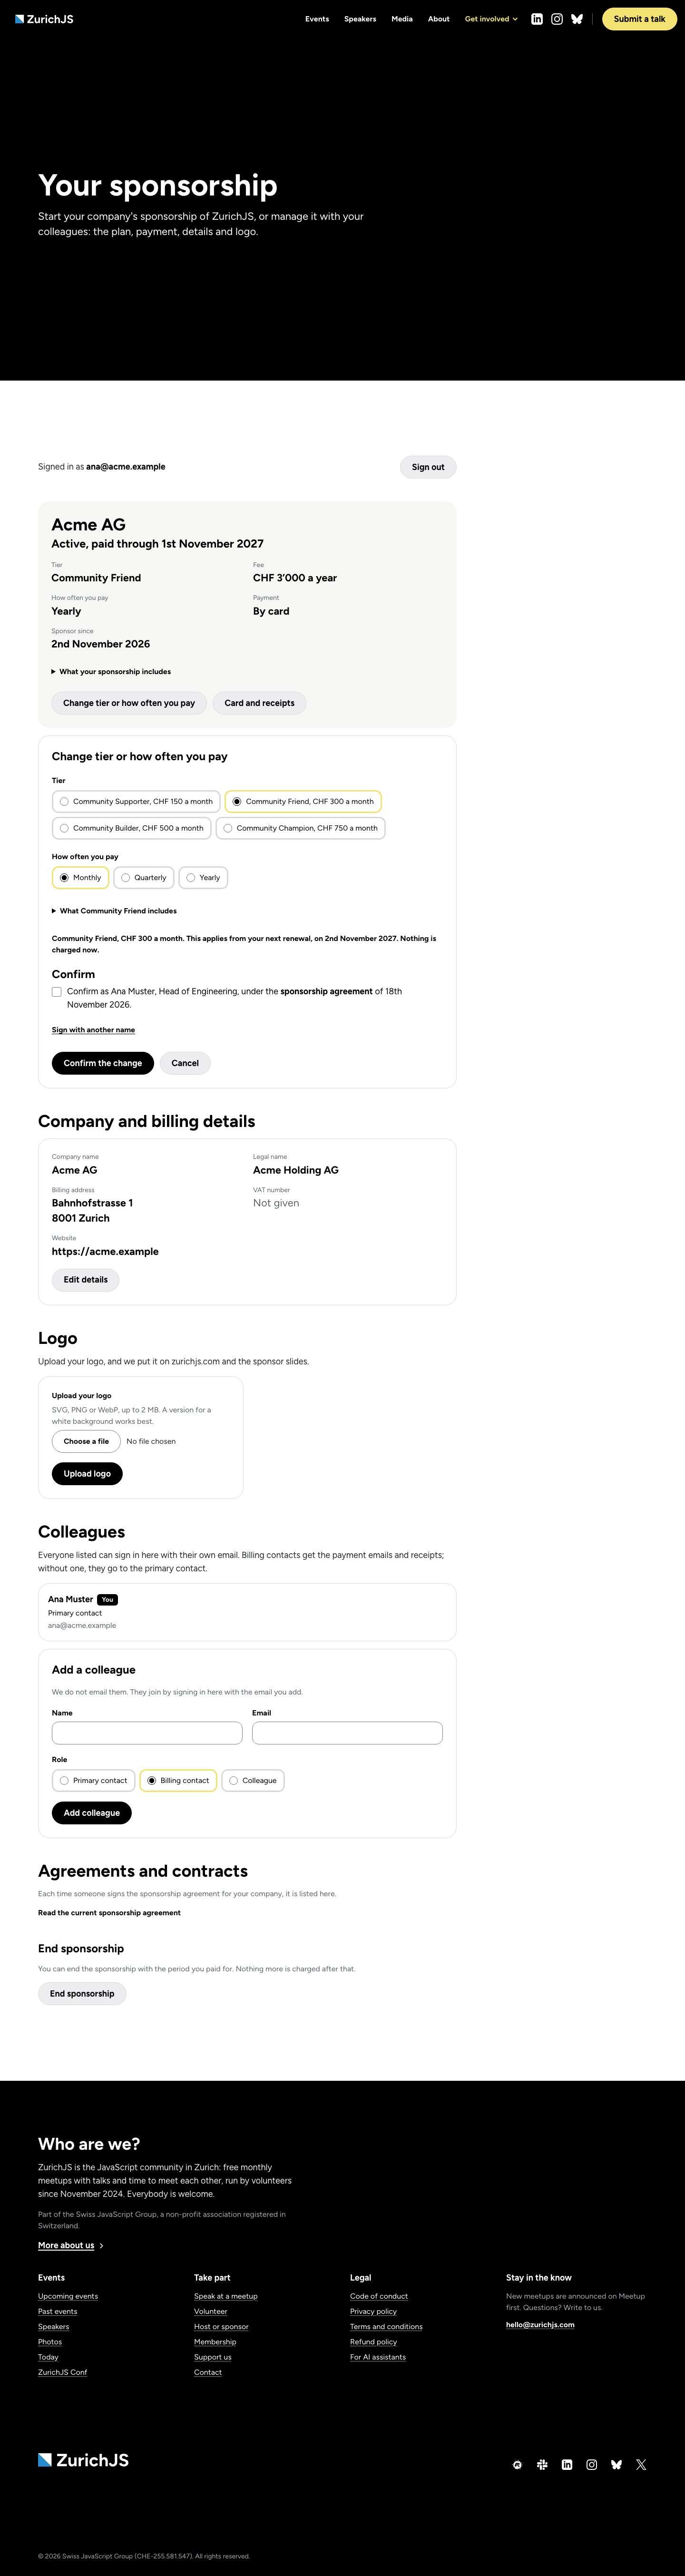 ZurichJS
Events
Speakers
Media
About
Get involved
Submit a talk
Your sponsorship
Start your company's sponsorship of ZurichJS, or manage it with your
colleagues: the plan, payment, details and logo.
Signed in as ana@acme.example
Sign out
Acme AG
Active, paid through 1st November 2027
Tier
Community Friend
Fee
CHF 3’000 a year
How often you pay
Yearly
Payment
By card
Sponsor since
2nd November 2026
What your sponsorship includes
Change tier or how often you pay
Card and receipts
Change tier or how often you pay
Tier
Community Supporter, CHF 150 a month
Community Friend, CHF 300 a month
Community Builder, CHF 500 a month
Community Champion, CHF 750 a month
How often you pay
Monthly
Quarterly
Yearly
What Community Friend includes
Community Friend, CHF 300 a month. This applies from your next renewal, on 2nd November 2027. Nothing is
charged now.
Confirm
Confirm as Ana Muster, Head of Engineering, under the sponsorship agreement of 18th
November 2026.
Sign with another name
Confirm the change
Cancel
Company and billing details
Company name
Acme AG
Legal name
Acme Holding AG
Billing address
Bahnhofstrasse 1
8001 Zurich
VAT number
Not given
Website
https://acme.example
Edit details
Logo
Upload your logo, and we put it on zurichjs.com and the sponsor slides.
Upload your logo
SVG, PNG or WebP, up to 2 MB. A version for a
white background works best.
Choose a file
No file chosen
Upload logo
Colleagues
Everyone listed can sign in here with their own email. Billing contacts get the payment emails and receipts;
without one, they go to the primary contact.
Ana Muster You
Primary contact
ana@acme.example
Add a colleague
We do not email them. They join by signing in here with the email you add.
Name
Email
Role
Primary contact
Billing contact
Colleague
Add colleague
Agreements and contracts
Each time someone signs the sponsorship agreement for your company, it is listed here.
Read the current sponsorship agreement
End sponsorship
You can end the sponsorship with the period you paid for. Nothing more is charged after that.
End sponsorship
Who are we?
ZurichJS is the JavaScript community in Zurich: free monthly
meetups with talks and time to meet each other, run by volunteers
since November 2024. Everybody is welcome.
Part of the Swiss JavaScript Group, a non-profit association registered in
Switzerland.
More about us
Events
Upcoming events
Past events
Speakers
Photos
Today
ZurichJS Conf
Take part
Speak at a meetup
Volunteer
Host or sponsor
Membership
Support us
Contact
Legal
Code of conduct
Privacy policy
Terms and conditions
Refund policy
For AI assistants
Stay in the know
New meetups are announced on Meetup
first. Questions? Write to us.
hello@zurichjs.com
ZurichJS
© 2026 Swiss JavaScript Group (CHE-255.581.547). All rights reserved.